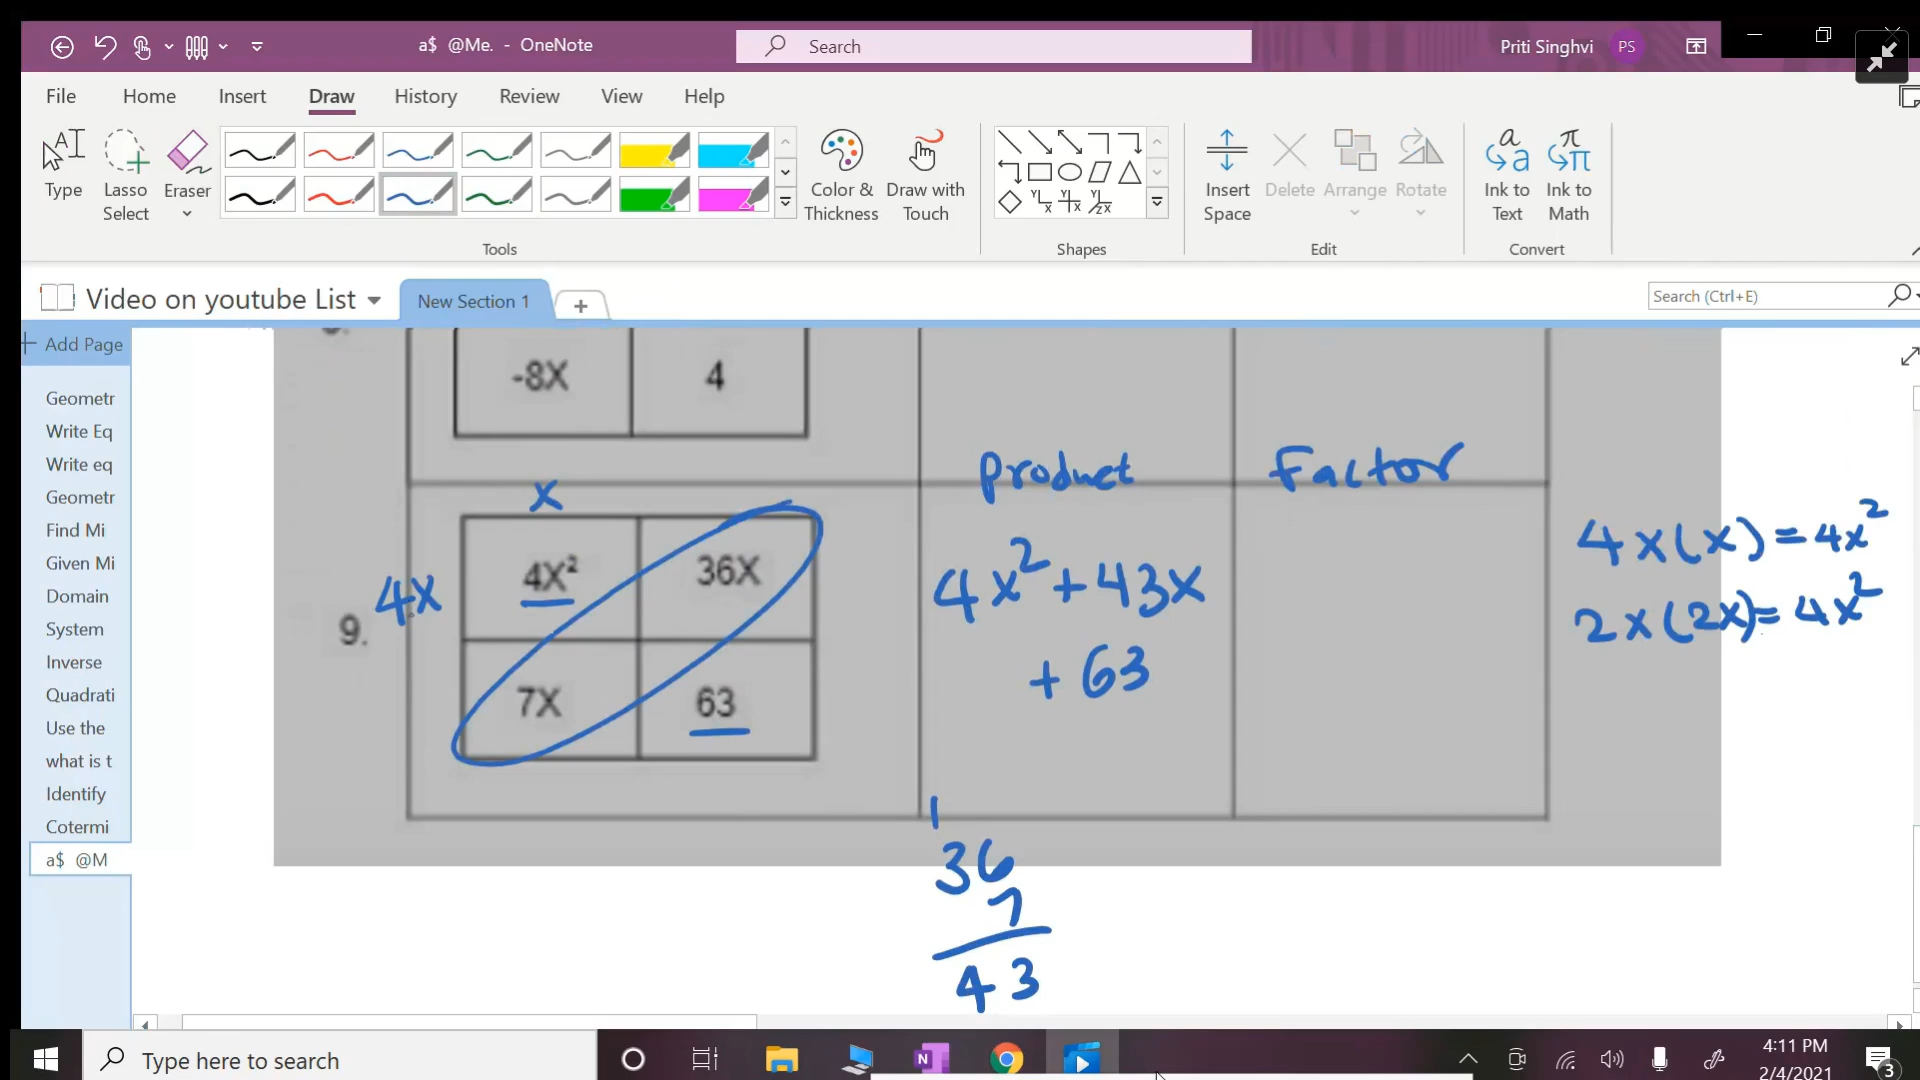 a$ @Me. - OneNote
Search
Priti Singhvi
PS
File
Home
Insert
Draw
History
Review
View
Help
Type
Lasso Select
Eraser
Color & Thickness
Draw with Touch
Insert Space
Delete
Arrange
Rotate
Ink to Text
Ink to Math
Tools
Shapes
Edit
Convert
Video on youtube List
New Section 1
+
Search (Ctrl+E)
+ Add Page
Geometr
Write Eq
Write eq
Geometr
Find Mi
Given Mi
Domain
System
Inverse
Quadrati
Use the
what is t
Identify
Cotermi
a$ @M
-8X 4
Product Factor
x
4x 4X² 36X
9.
7X 63
4x² + 43x
+ 63
4x(x) = 4x²
2x(2x) = 4x²
1
36
7
43
Type here to search
4:11 PM
2/4/2021
3